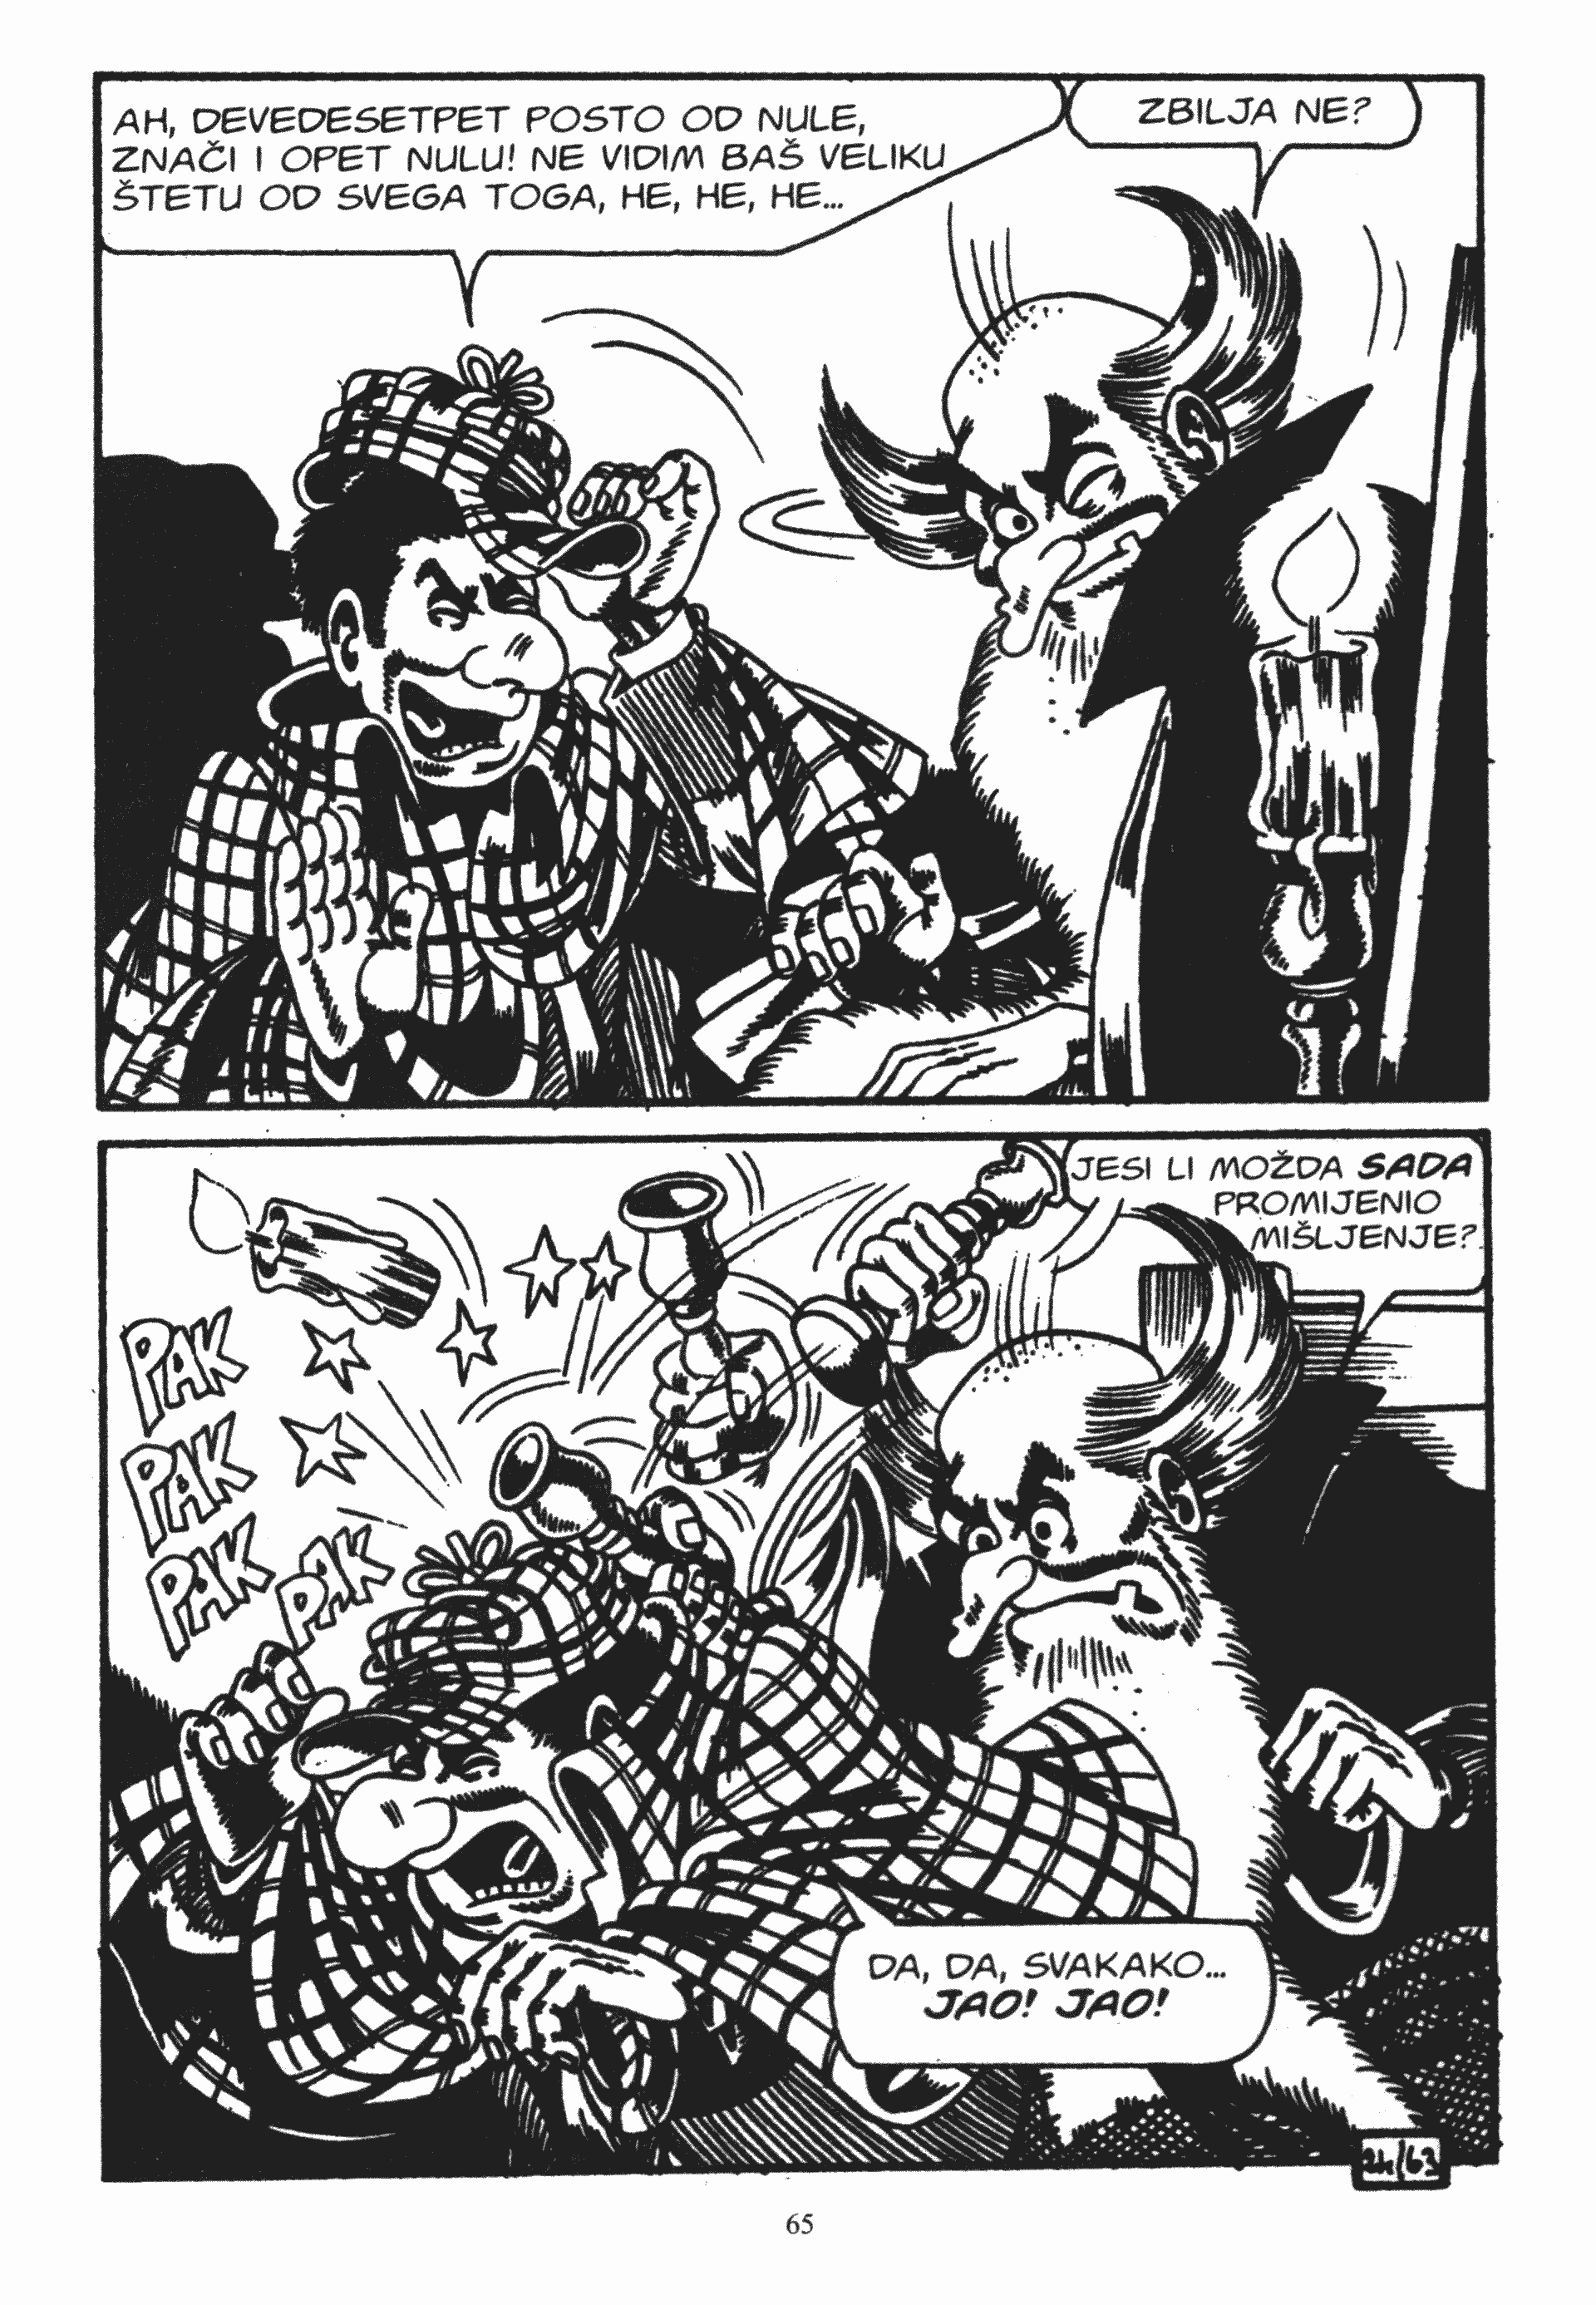 AH, DEVEDESETPET POSTO OD NULE,
ZNAČI I OPET NULU! NE VIDIM BAŠ VELIKU
ŠTETU OD SVEGA TOGA, HE, HE, HE...
ZBILJA NE?
JESI LI MOŽDA SADA
PROMIJENIO
MIŠLJENJE?
PAK
PAK
PAK
PAK
DA, DA, SVAKAKO...
JAO! JAO!
24/63
65